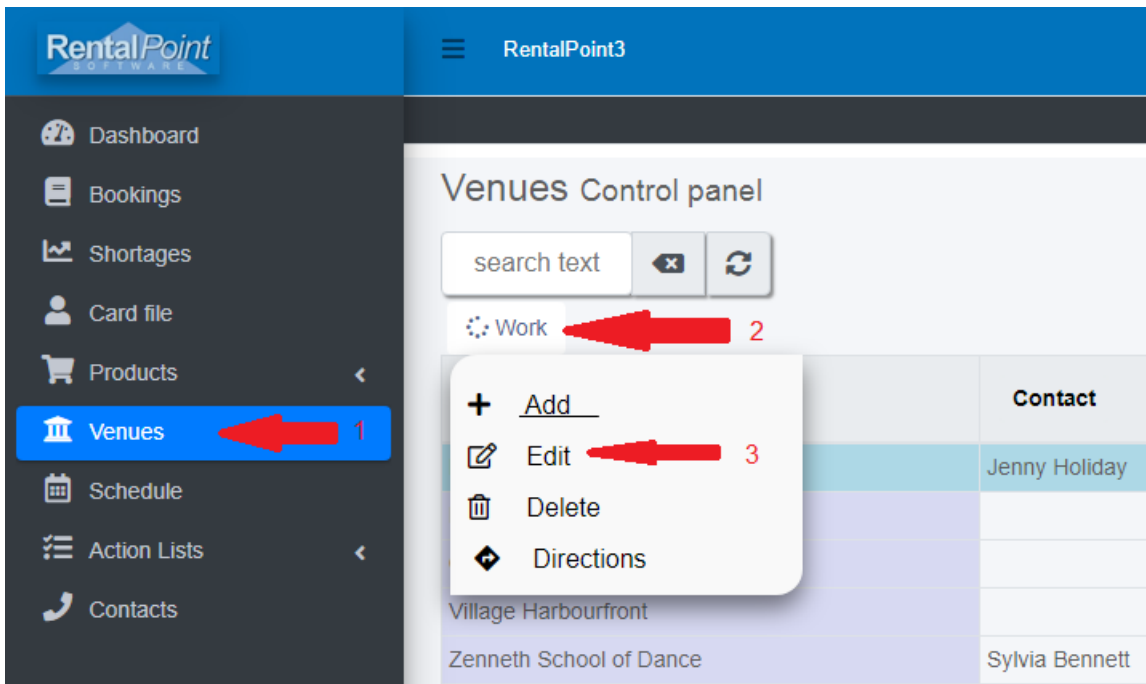 RentalPoint
SOFTWARE
RentalPoint3
Dashboard
Bookings
Shortages
Card file
Products
Venues
1
Schedule
Action Lists
Contacts
Venues Control panel
search text
Work
2
Add
Edit
3
Delete
Directions
Contact
Jenny Holiday
Village Harbourfront
Zenneth School of Dance
Sylvia Bennett